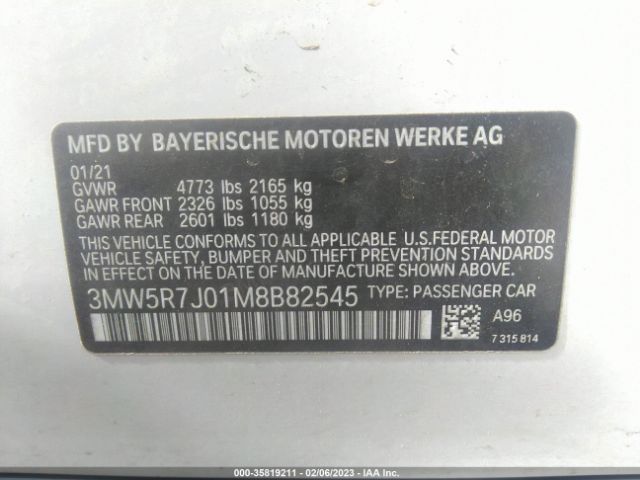 MFD BY BAYERISCHE MOTOREN WERKE AG
01/21
GVWR 4773 lbs 2165 kg
GAWR FRONT 2326 lbs 1055 kg
GAWR REAR 2601 lbs 1180 kg
THIS VEHICLE CONFORMS TO ALL APPLICABLE U.S.FEDERAL MOTOR
VEHICLE SAFETY, BUMPER AND THEFT PREVENTION STANDARDS
IN EFFECT ON THE DATE OF MANUFACTURE SHOWN ABOVE.
3MW5R7J01M8B82545 TYPE: PASSENGER CAR
A96
7 315 814
000-35819211 - 02/06/2023 - IAA Inc.